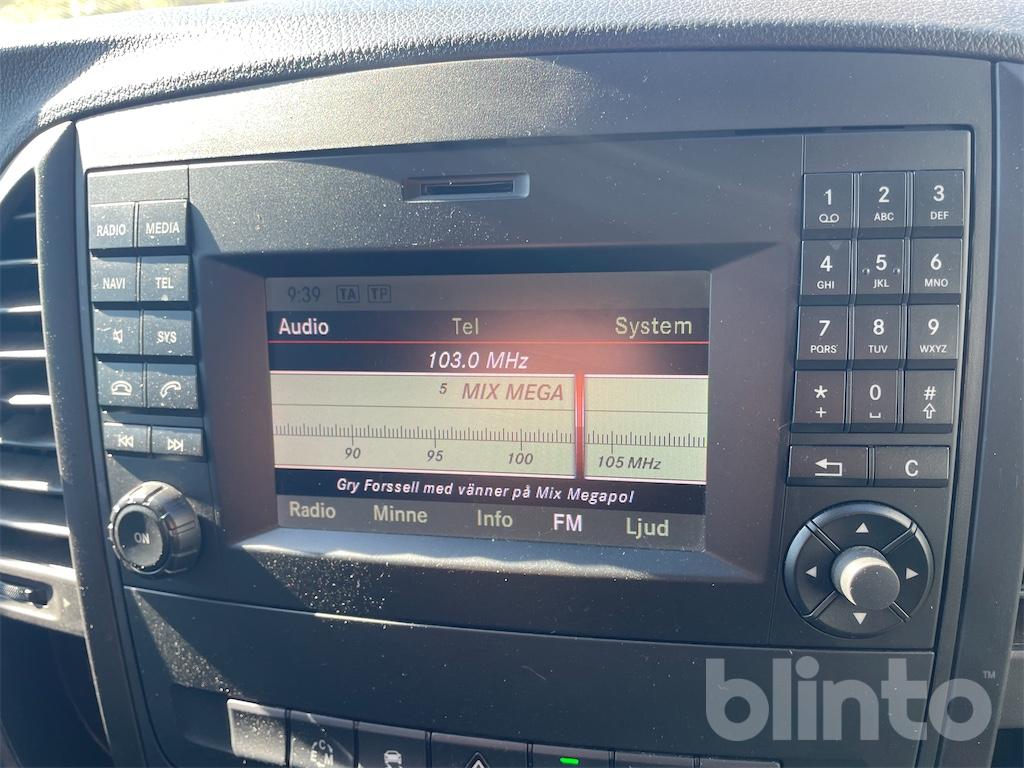 RADIO MEDIA
NAVI TEL
SYS
ON
9:39 TA TP
Audio Tel System
103.0 MHz
5 MIX MEGA
90 95 100 105 MHz
Gry Forssell med vänner på Mix Megapol
Radio Minne Info FM Ljud
1 2 3
ABC DEF
4 5 6
GHI JKL MNO
7 8 9
PQRS TUV WXYZ
* 0 #
+
C
blinto™